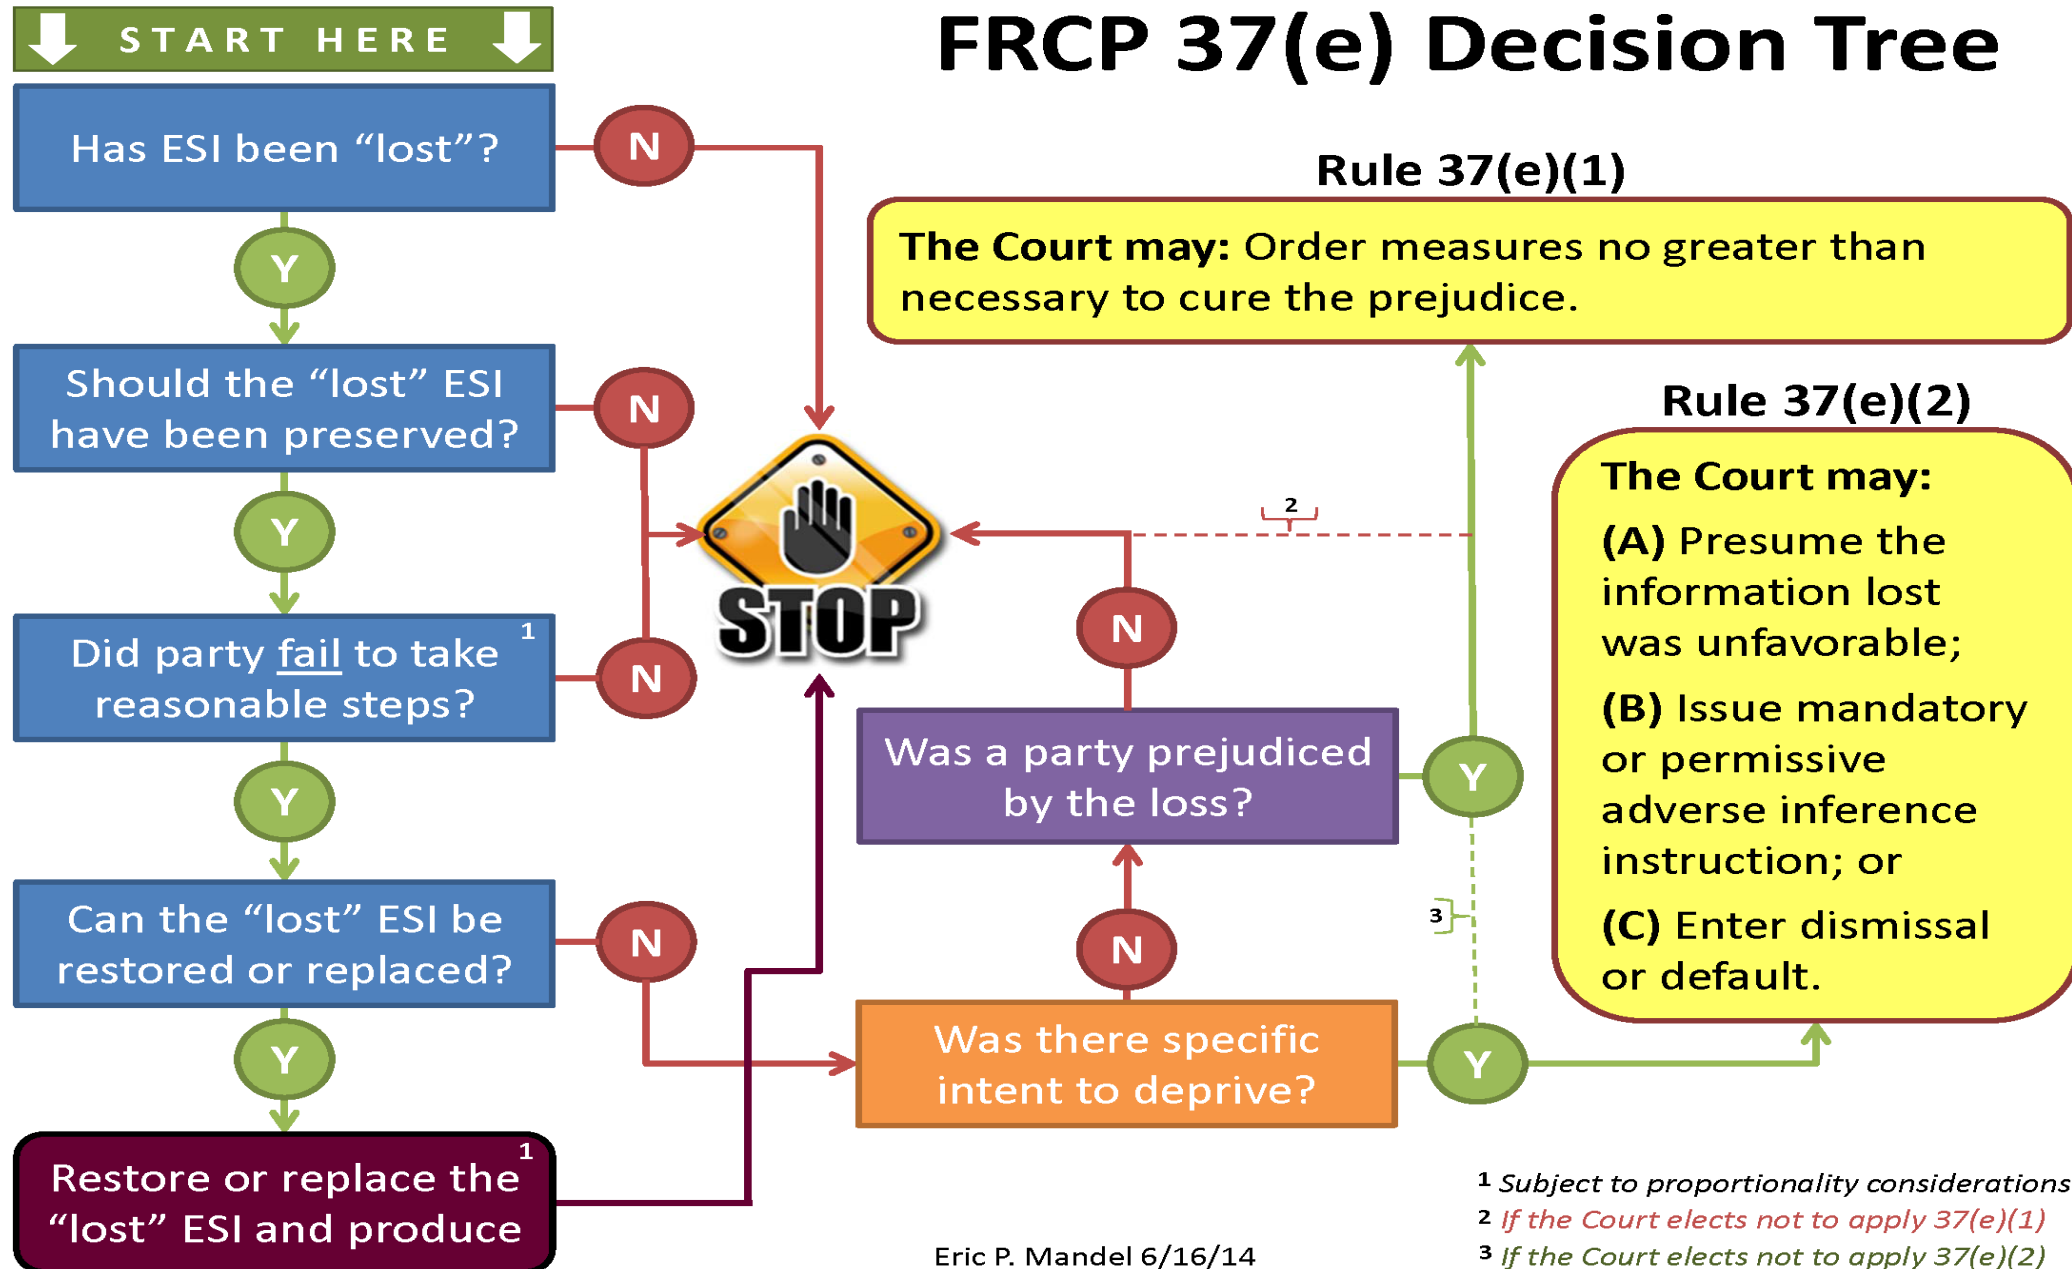 START HERE
FRCP 37(e) Decision Tree
Has ESI been “lost”?
N
Y
Should the “lost” ESI
have been preserved?
N
Y
Did party fail to take 1
reasonable steps?
N
Y
Can the “lost” ESI be
restored or replaced?
N
Y
Restore or replace the 1
“lost” ESI and produce
STOP
Was there specific
intent to deprive?
N
Y
3
Was a party prejudiced
by the loss?
N
Y
2
Rule 37(e)(1)
The Court may: Order measures no greater than
necessary to cure the prejudice.
Rule 37(e)(2)
The Court may:
(A) Presume the
information lost
was unfavorable;
(B) Issue mandatory
or permissive
adverse inference
instruction; or
(C) Enter dismissal
or default.
Eric P. Mandel 6/16/14
1 Subject to proportionality considerations
2 If the Court elects not to apply 37(e)(1)
3 If the Court elects not to apply 37(e)(2)